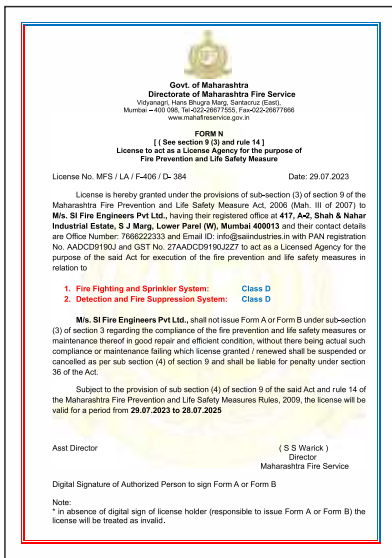 Govt. of Maharashtra
Directorate of Maharashtra Fire Service
Vidyanagri, Hans Bhugra Marg, Santacruz (East),
Mumbai – 400 098, Tel-022-26677555, Fax-022-26677666
www.mahafireservice.gov.in
FORM N
[ ( See section 9 (3) and rule 14 ]
License to act as a License Agency for the purpose of
Fire Prevention and Life Safety Measure
License No. MFS / LA / F-406 / D- 384 Date: 29.07.2023
License is hereby granted under the provisions of sub-section (3) of section 9 of the
Maharashtra Fire Prevention and Life Safety Measure Act, 2006 (Mah. III of 2007) to
M/s. SI Fire Engineers Pvt Ltd., having their registered office at 417, A-2, Shah & Nahar
Industrial Estate, S J Marg, Lower Parel (W), Mumbai 400013 and their contact details
are Office Number: 7666222333 and Email ID: info@saaindustries.in with PAN registration
No. AADCD9190J and GST No. 27AADCD9190J2Z7 to act as a Licensed Agency for the
purpose of the said Act for execution of the fire prevention and life safety measures in
relation to
1. Fire Fighting and Sprinkler System: Class D
2. Detection and Fire Suppression System: Class D
M/s. SI Fire Engineers Pvt Ltd., shall not issue Form A or Form B under sub-section
(3) of section 3 regarding the compliance of the fire prevention and life safety measures or
maintenance thereof in good repair and efficient condition, without there being actual such
compliance or maintenance failing which license granted / renewed shall be suspended or
cancelled as per sub section (4) of section 9 and shall be liable for penalty under section
36 of the Act.
Subject to the provision of sub section (4) of section 9 of the said Act and rule 14 of
the Maharashtra Fire Prevention and Life Safety Measures Rules, 2009, the license will be
valid for a period from 29.07.2023 to 28.07.2025
Asst Director ( S S Warick )
Director
Maharashtra Fire Service
Digital Signature of Authorized Person to sign Form A or Form B
Note:
* in absence of digital sign of license holder (responsible to issue Form A or Form B) the
license will be treated as invalid.